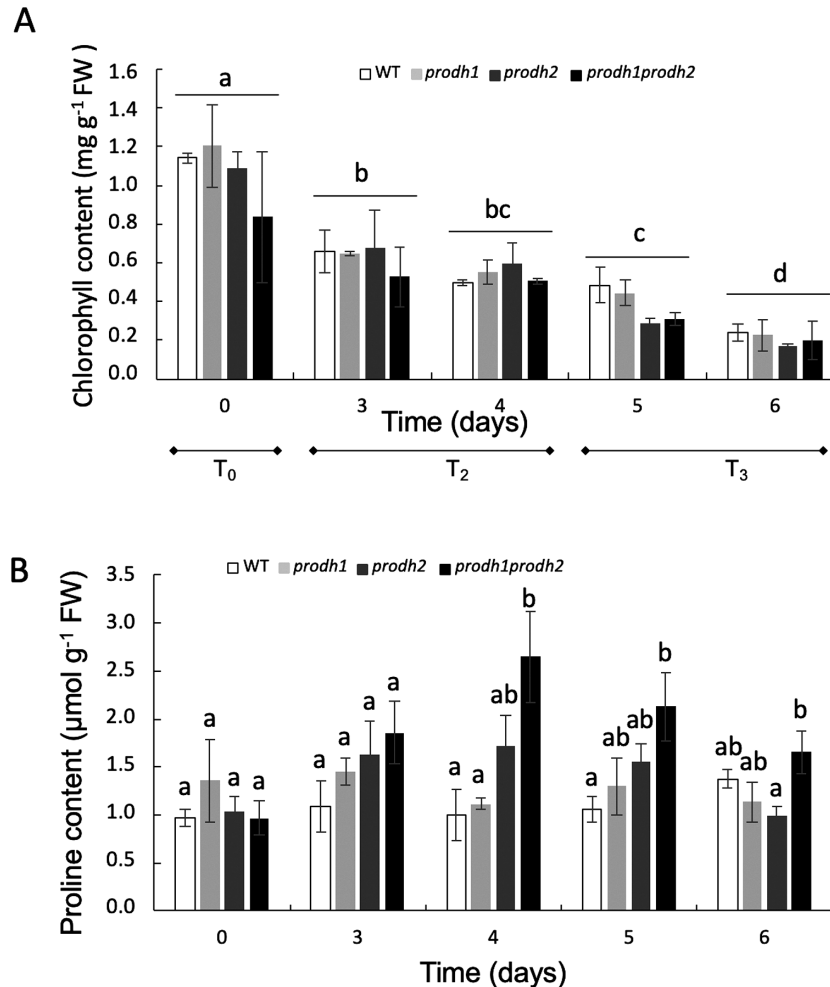 A
WT prodh1 prodh2 prodh1prodh2
Chlorophyll content (mg g⁻¹ FW )
1.6
1.4
1.2
1.0
0.8
0.6
0.4
0.2
0.0
a
b
bc
c
d
0 3 4 5 6
Time (days)
T₀ T₂ T₃
B
WT prodh1 prodh2 prodh1prodh2
Proline content (µmol g⁻¹ FW)
3.5
3.0
2.5
2.0
1.5
1.0
0.5
0.0
a a a a
a a a a
a a ab b
a ab ab b
ab ab a b
0 3 4 5 6
Time (days)